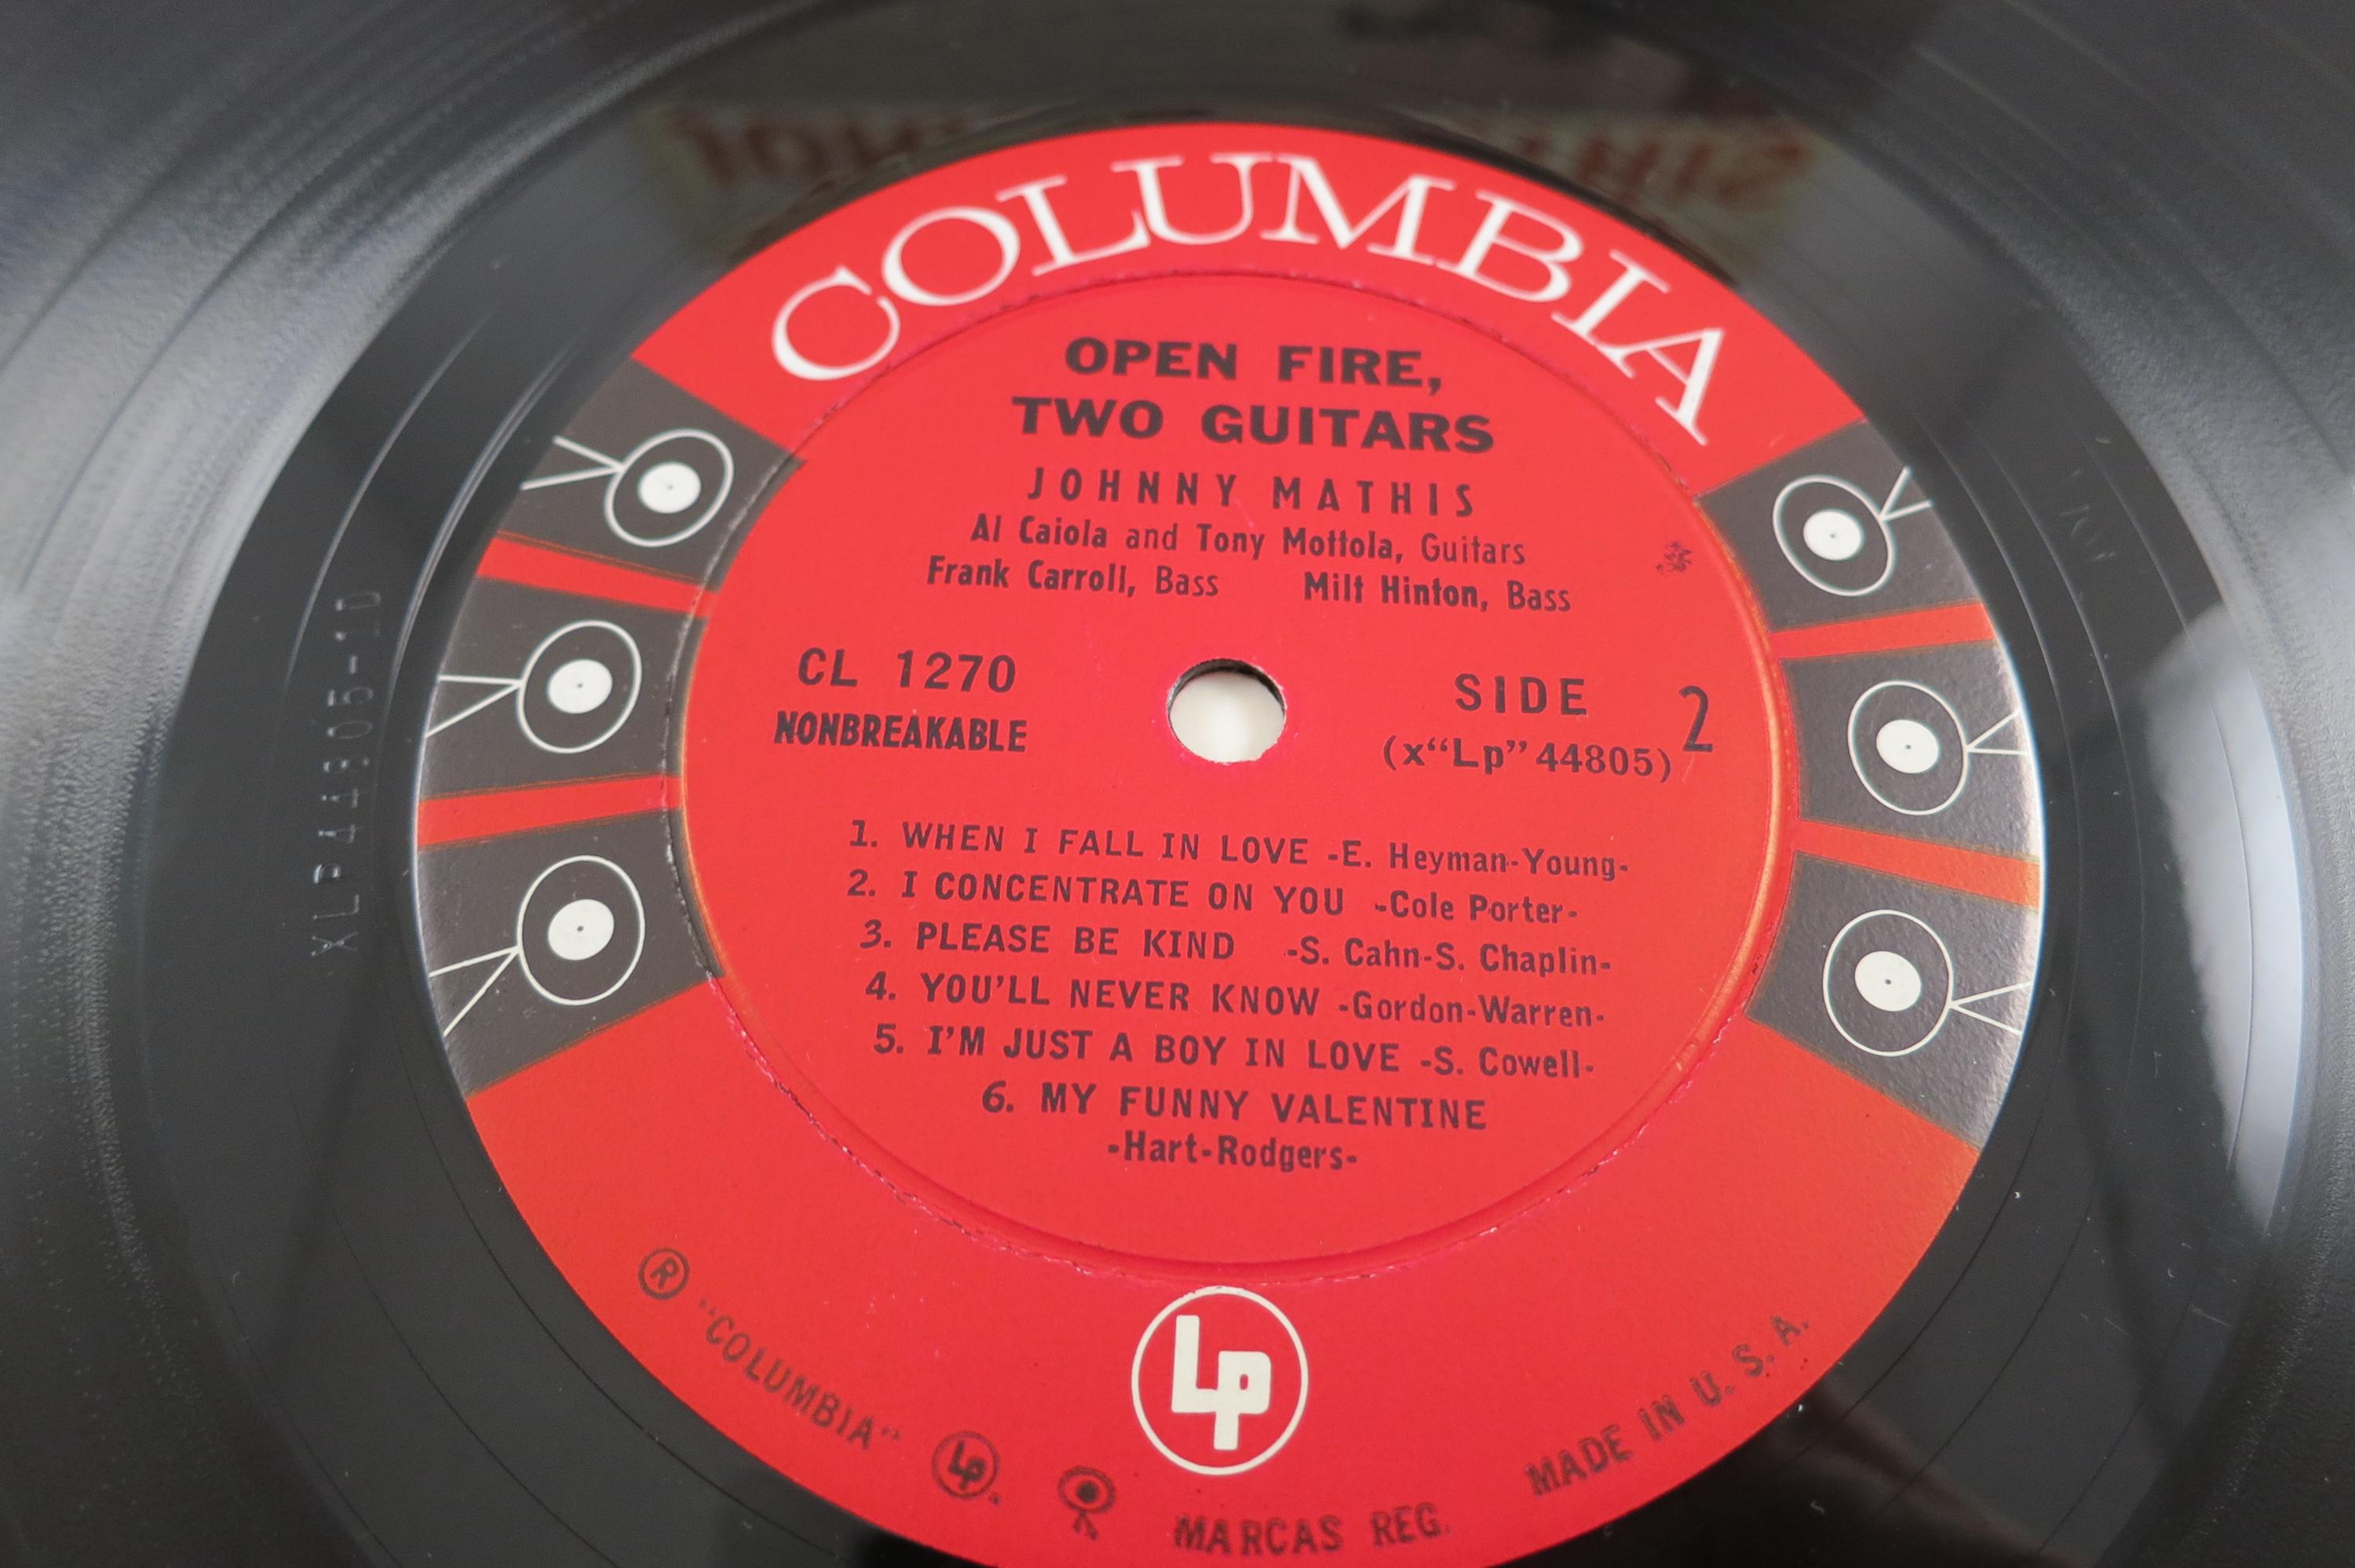 COLUMBIA
OPEN FIRE,
TWO GUITARS
JOHNNY MATHIS
Al Caiola and Tony Mottola, Guitars
Frank Carroll, Bass Milt Hinton, Bass
CL 1270
NONBREAKABLE
SIDE 2
(x“Lp”44805)
1. WHEN I FALL IN LOVE -E. Heyman-Young-
2. I CONCENTRATE ON YOU -Cole Porter-
3. PLEASE BE KIND -S. Cahn-S. Chaplin-
4. YOU'LL NEVER KNOW -Gordon-Warren-
5. I'M JUST A BOY IN LOVE -S. Cowell-
6. MY FUNNY VALENTINE
-Hart-Rodgers-
Lp
® "COLUMBIA" Lp. MARCAS REG. MADE IN U. S. A.
XLP44805-1D